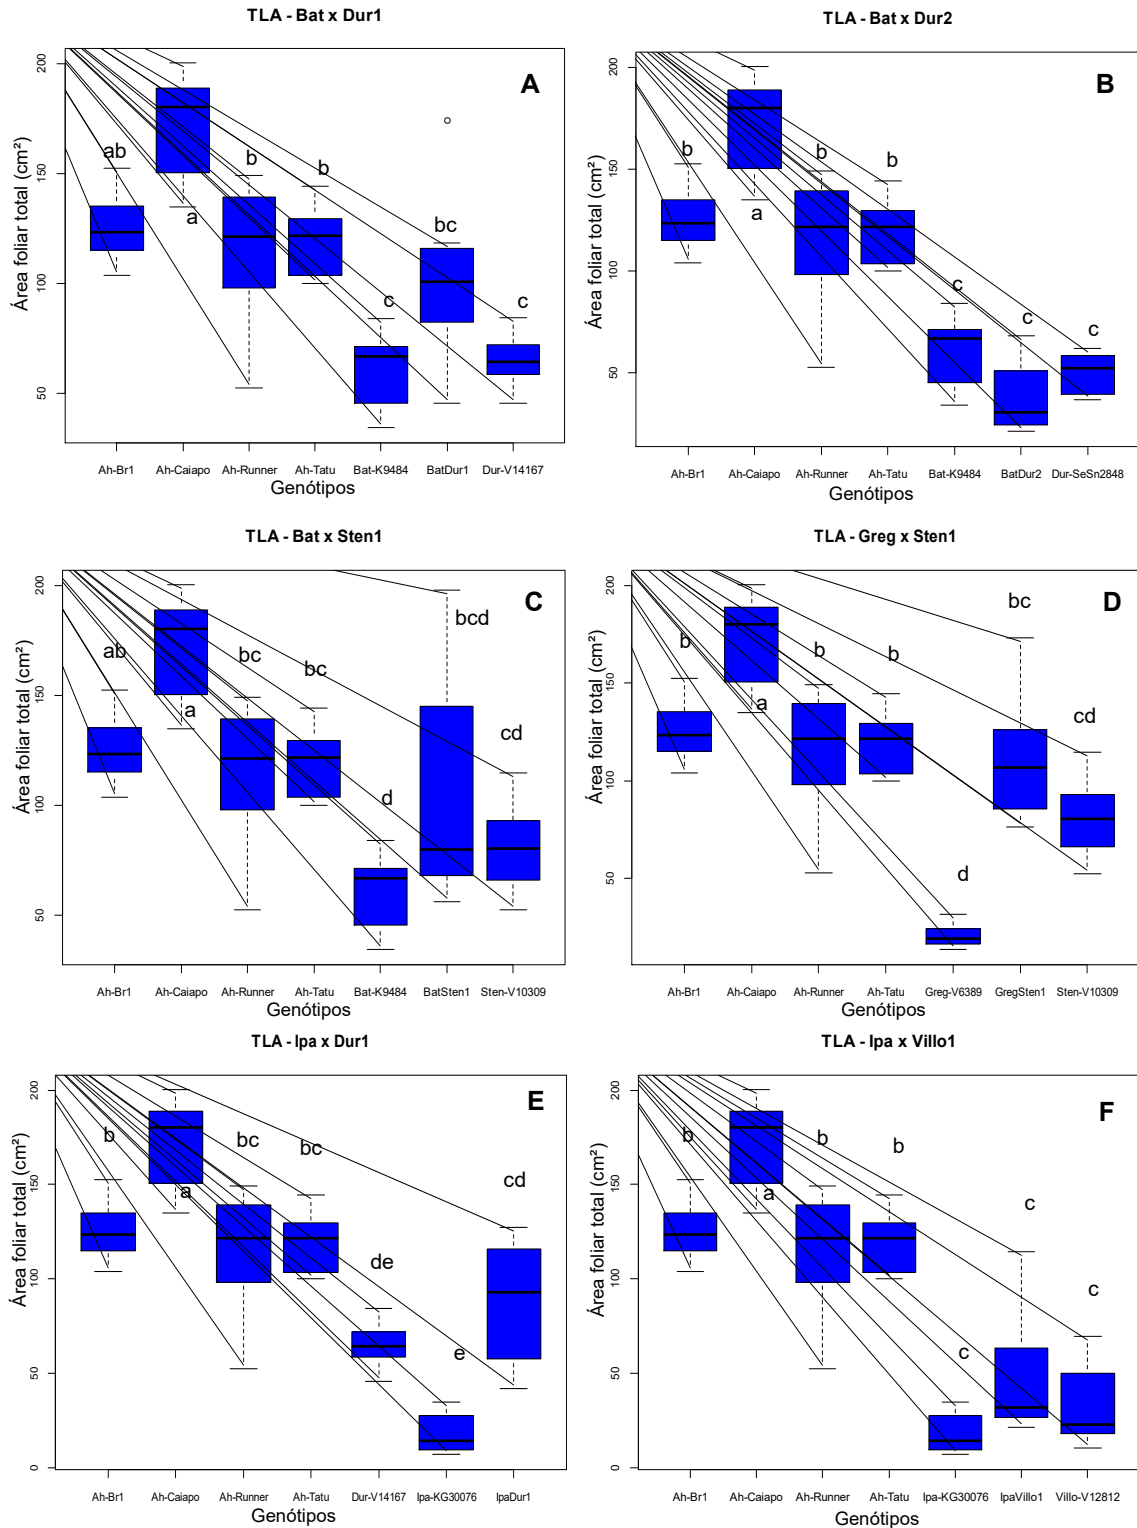 TLA - Bat x Dur1
A
Área foliar total (cm²)
200
150
100
50
ab
a
b
b
c
bc
c
Ah-Br1 Ah-Caiapo Ah-Runner Ah-Tatu Bat-K9484 BatDur1 Dur-V14167
Genótipos
TLA - Bat x Dur2
B
Área foliar total (cm²)
200
150
100
50
b
a
b
b
c
c
c
Ah-Br1 Ah-Caiapo Ah-Runner Ah-Tatu Bat-K9484 BatDur2 Dur-SeSn2848
Genótipos
TLA - Bat x Sten1
C
Área foliar total (cm²)
200
150
100
50
ab
a
bc
bc
d
bcd
cd
Ah-Br1 Ah-Caiapo Ah-Runner Ah-Tatu Bat-K9484 BatSten1 Sten-V10309
Genótipos
TLA - Greg x Sten1
D
Área foliar total (cm²)
200
150
100
50
b
a
b
b
d
bc
cd
Ah-Br1 Ah-Caiapo Ah-Runner Ah-Tatu Greg-V6389 GregSten1 Sten-V10309
Genótipos
TLA - Ipa x Dur1
E
Área foliar total (cm²)
200
150
100
50
0
b
a
bc
bc
de
e
cd
Ah-Br1 Ah-Caiapo Ah-Runner Ah-Tatu Dur-V14167 Ipa-KG30076 IpaDur1
Genótipos
TLA - Ipa x Villo1
F
Área foliar total (cm²)
200
150
100
50
0
b
a
b
b
c
c
c
Ah-Br1 Ah-Caiapo Ah-Runner Ah-Tatu Ipa-KG30076 IpaVillo1 Villo-V12812
Genótipos